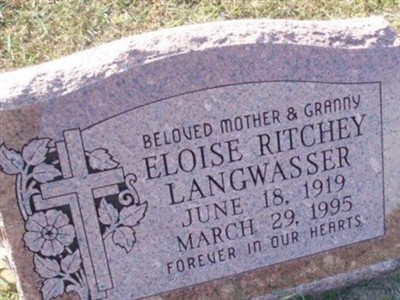 BELOVED MOTHER & GRANNY
ELOISE RITCHEY
LANGWASSER
JUNE 18, 1919
MARCH 29, 1995
FOREVER IN OUR HEARTS